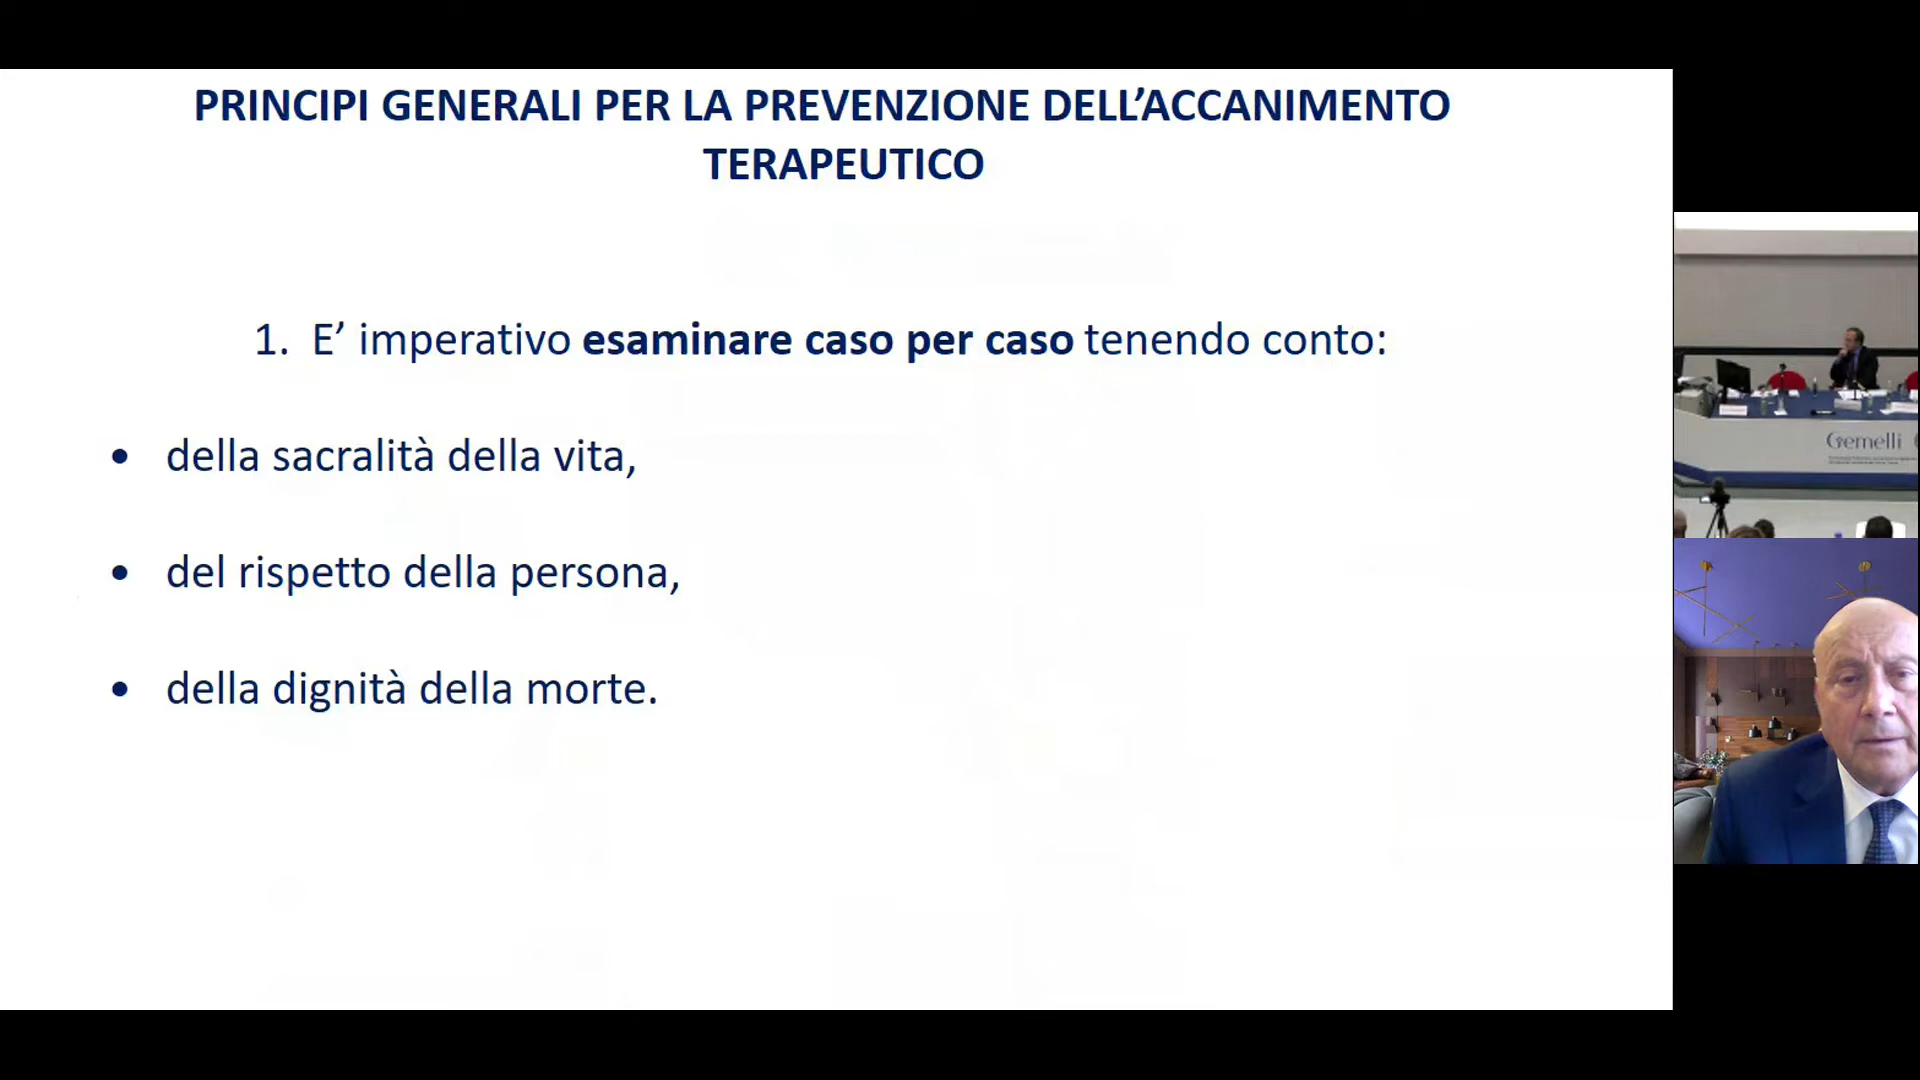 PRINCIPI GENERALI PER LA PREVENZIONE DELL’ACCANIMENTO
TERAPEUTICO
1. E’ imperativo esaminare caso per caso tenendo conto:
• della sacralità della vita,
• del rispetto della persona,
• della dignità della morte.
Gemelli